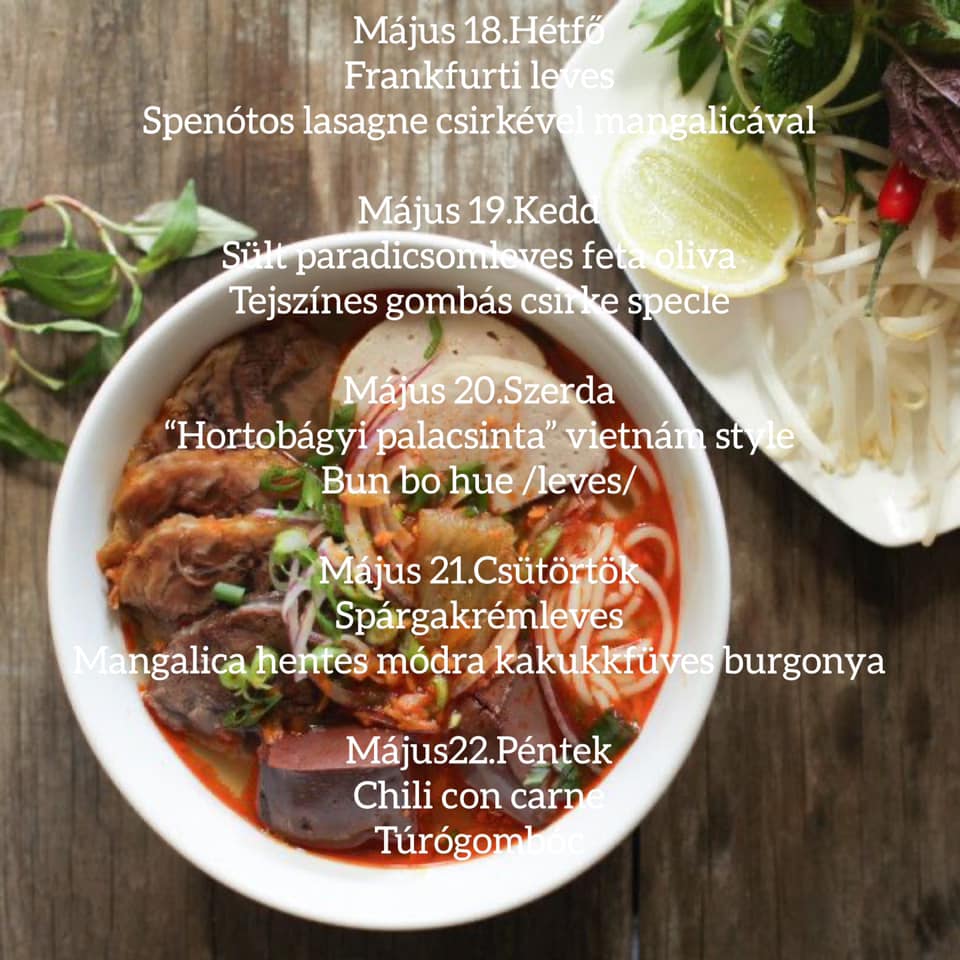 Május 18.Hétfő
Frankfurti leves
Spenótos lasagne csirkével mangalicával
Május 19.Kedd
Sült paradicsomleves feta oliva
Tejszínes gombás csirke specle
Május 20.Szerda
“Hortobágyi palacsinta” vietnám style
Bun bo hue /leves/
Május 21.Csütörtök
Spárgakrémleves
Mangalica hentes módra kakukkfüves burgonya
Május22.Péntek
Chili con carne
Túrógombóc